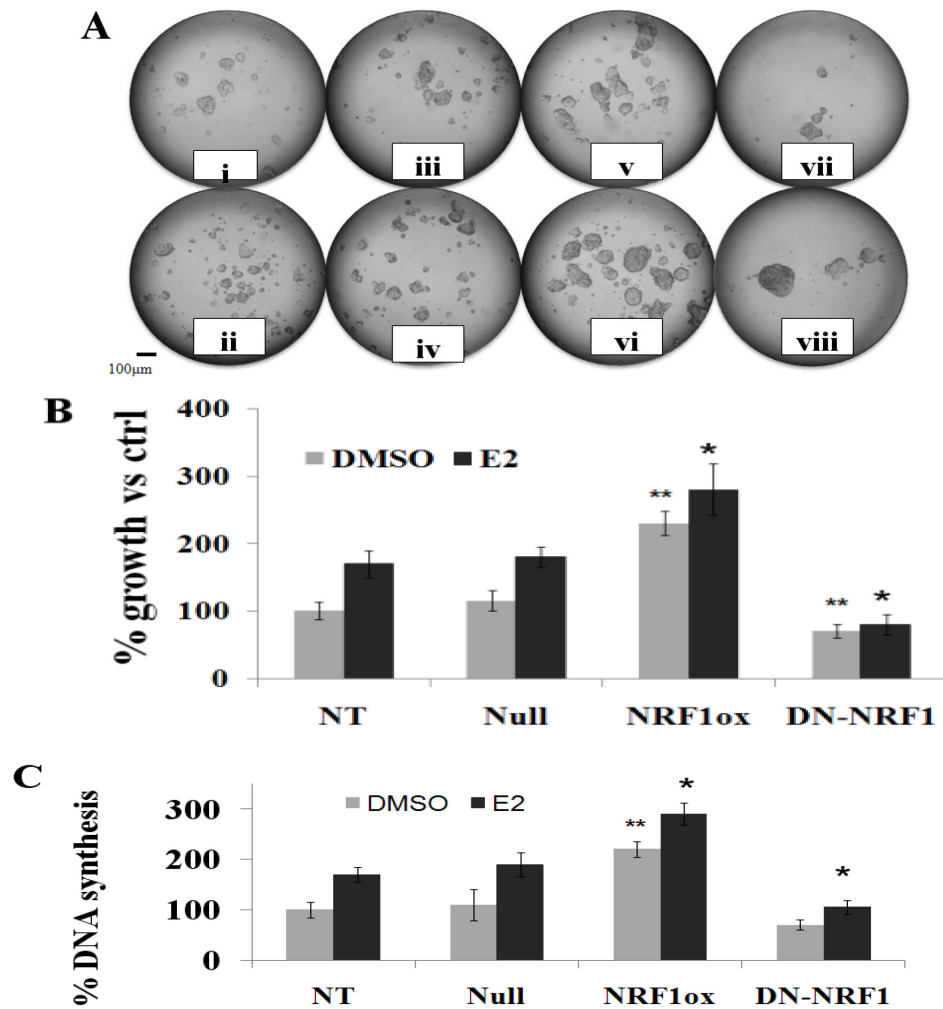 A
i iii v vii
ii iv vi viii
100μm
B
% growth vs ctrl
400
300
200
100
0
DMSO E2
** *
** *
NT Null NRF1ox DN-NRF1
C
% DNA synthesis
300
200
100
0
DMSO E2
** *
*
NT Null NRF1ox DN-NRF1